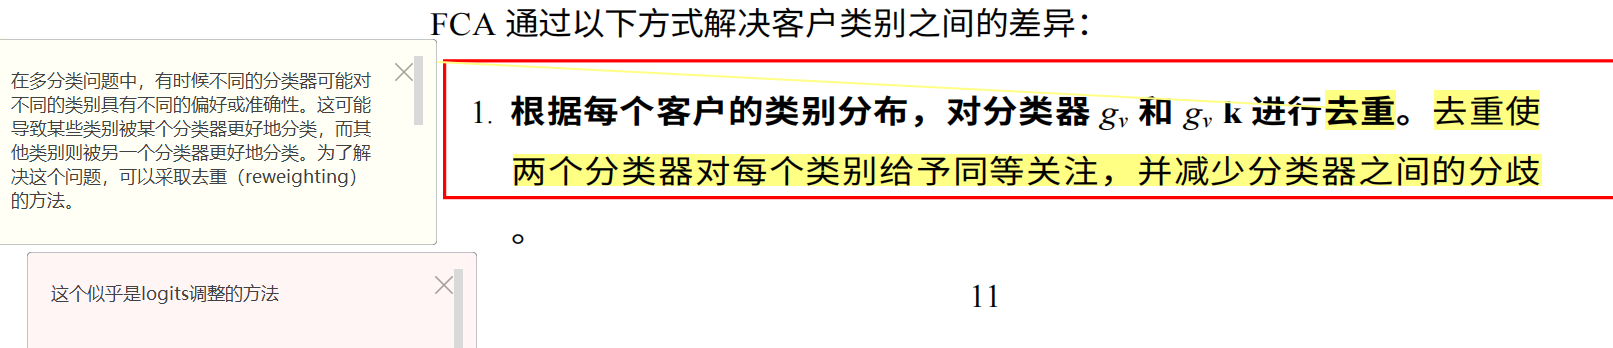 FCA 通过以下方式解决客户类别之间的差异：
在多分类问题中，有时候不同的分类器可能对
不同的类别具有不同的偏好或准确性。这可能
导致某些类别被某个分类器更好地分类，而其
他类别则被另一个分类器更好地分类。为了解
决这个问题，可以采取去重（reweighting）
的方法。
1. 根据每个客户的类别分布，对分类器 gv 和 gv k 进行去重。去重使
两个分类器对每个类别给予同等关注，并减少分类器之间的分歧
。
这个似乎是logits调整的方法
11